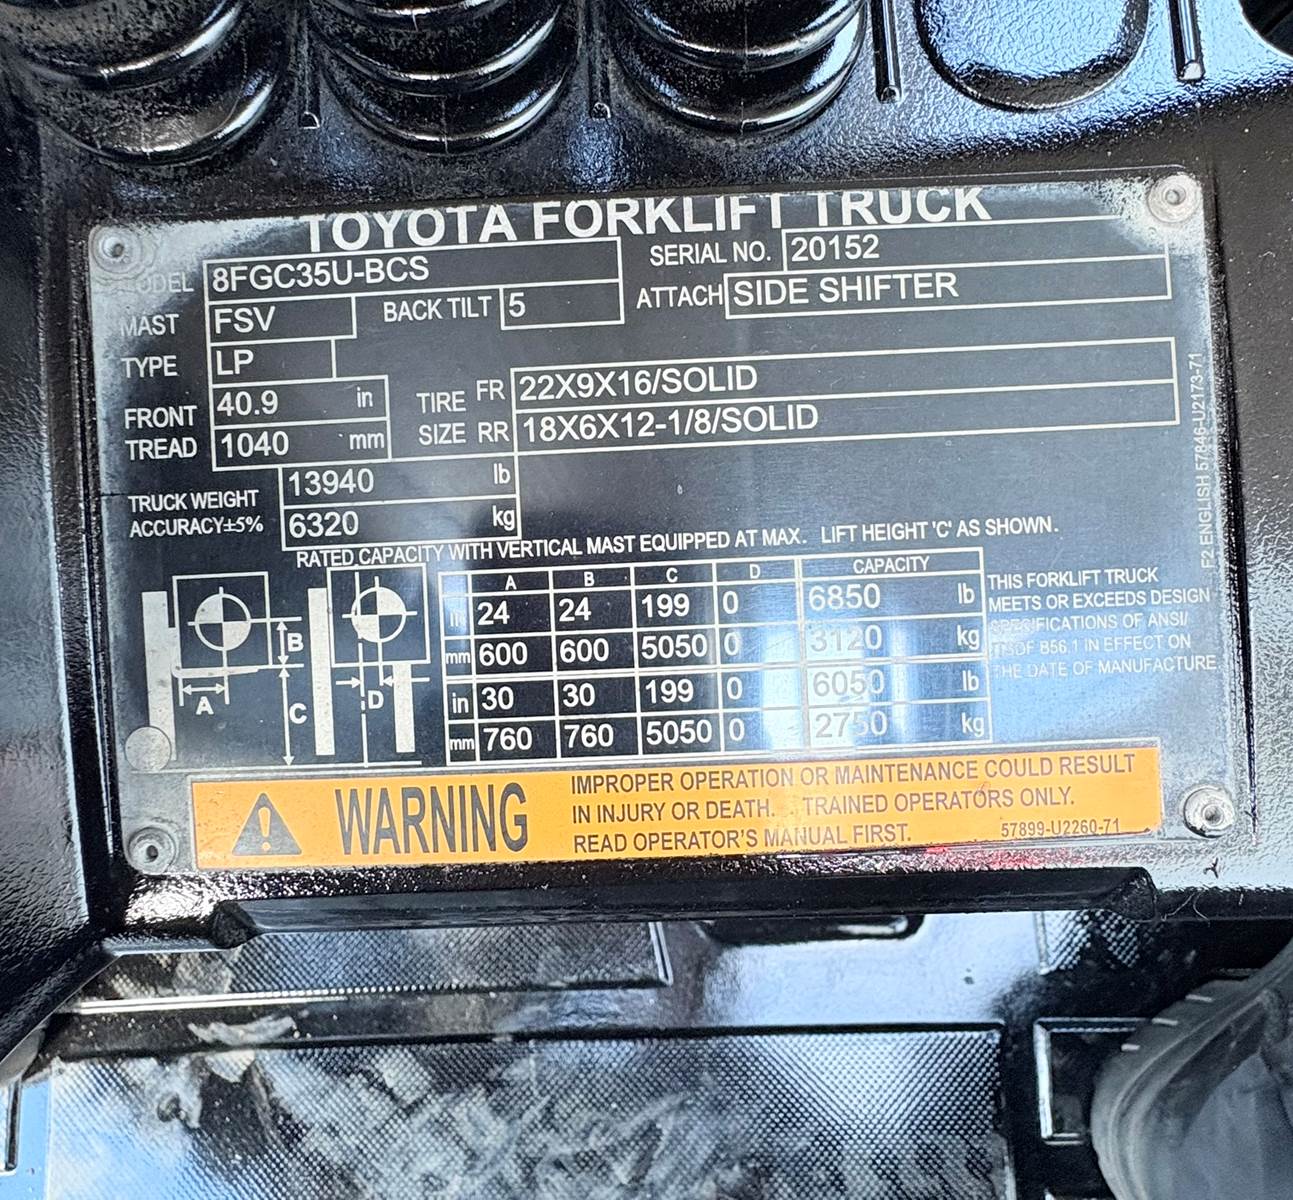 TOYOTA FORKLIFT TRUCK
MODEL 8FGC35U-BCS SERIAL NO. 20152
MAST FSV BACK TILT 5 ATTACH SIDE SHIFTER
TYPE LP
FRONT TREAD 40.9 in TIRE SIZE FR 22X9X16/SOLID
1040 mm RR 18X6X12-1/8/SOLID
TRUCK WEIGHT 13940 lb
ACCURACY±5% 6320 kg
RATED CAPACITY WITH VERTICAL MAST EQUIPPED AT MAX. LIFT HEIGHT 'C' AS SHOWN.
A B C D CAPACITY
in 24 24 199 0 6850 lb
mm 600 600 5050 0 3120 kg
in 30 30 199 0 6050 lb
mm 760 760 5050 0 2750 kg
B
A
C
D
THIS FORKLIFT TRUCK
MEETS OR EXCEEDS DESIGN
SPECIFICATIONS OF ANSI/
ITSDF B56.1 IN EFFECT ON
THE DATE OF MANUFACTURE
F2 ENGLISH 57846-U2173-71
WARNING
IMPROPER OPERATION OR MAINTENANCE COULD RESULT
IN INJURY OR DEATH. TRAINED OPERATORS ONLY.
READ OPERATOR'S MANUAL FIRST. 57899-U2260-71